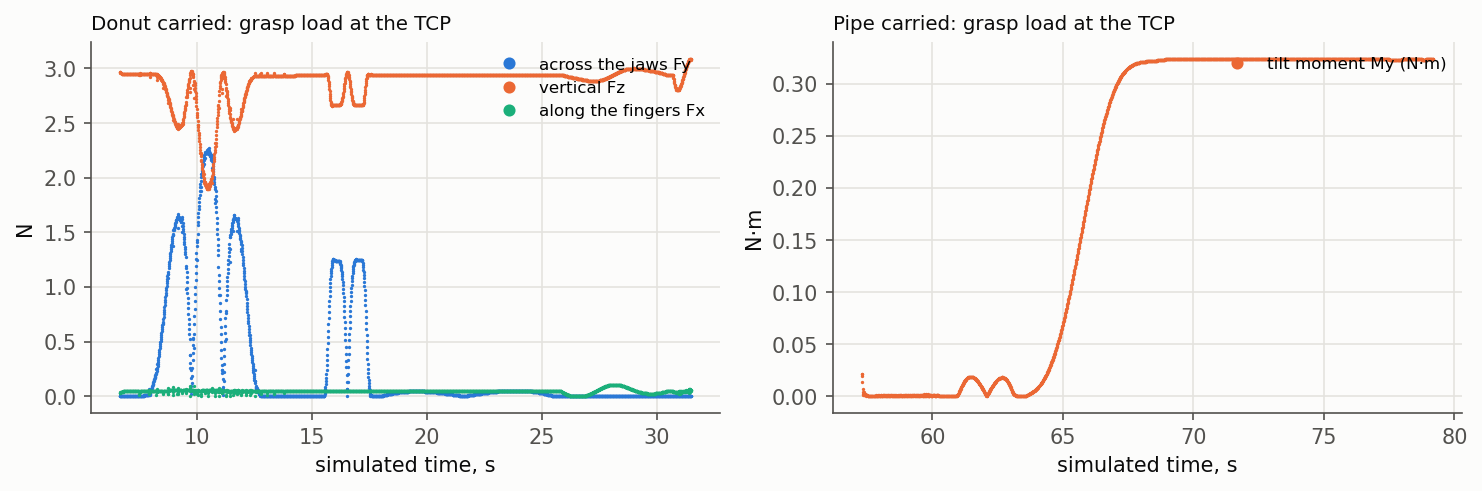 Donut carried: grasp load at the TCP
3.0
2.5
2.0
1.5
1.0
0.5
0.0
N
10
15
20
25
30
simulated time, s
across the jaws Fy
vertical Fz
along the fingers Fx
Pipe carried: grasp load at the TCP
0.30
0.25
0.20
0.15
0.10
0.05
0.00
N·m
60
65
70
75
80
simulated time, s
tilt moment My (N·m)